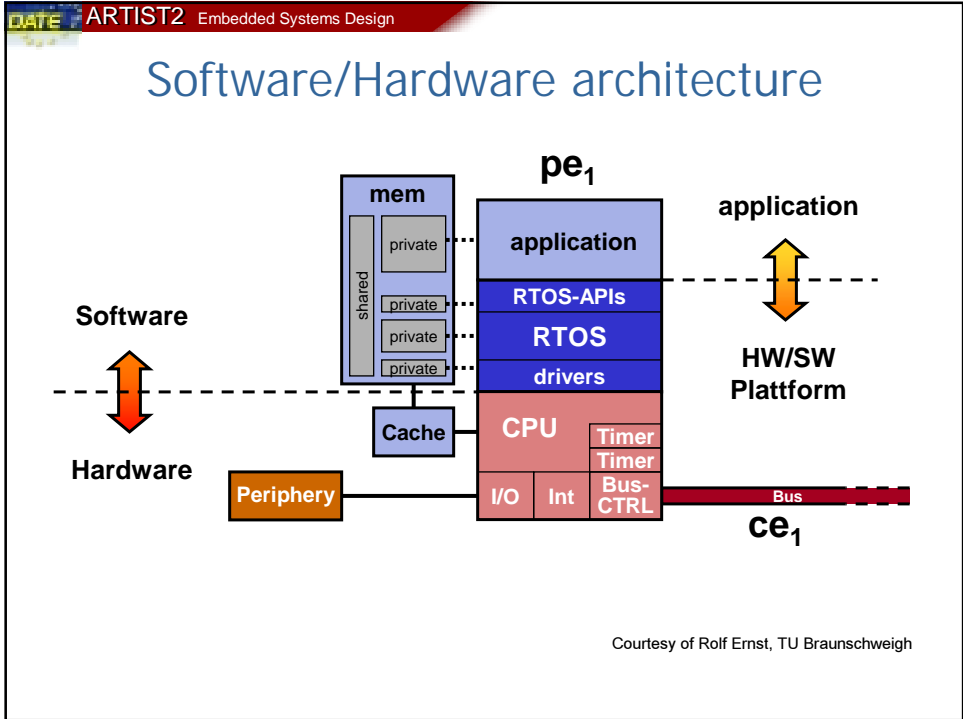 DATE ARTIST2 Embedded Systems Design
Software/Hardware architecture
pe1
mem
shared
private
private
private
private
application
RTOS-APIs
RTOS
drivers
application
HW/SW
Plattform
Software
Hardware
Cache
CPU
Timer
Timer
Periphery
I/O
Int
Bus-
CTRL
Bus
ce1
Courtesy of Rolf Ernst, TU Braunschweigh